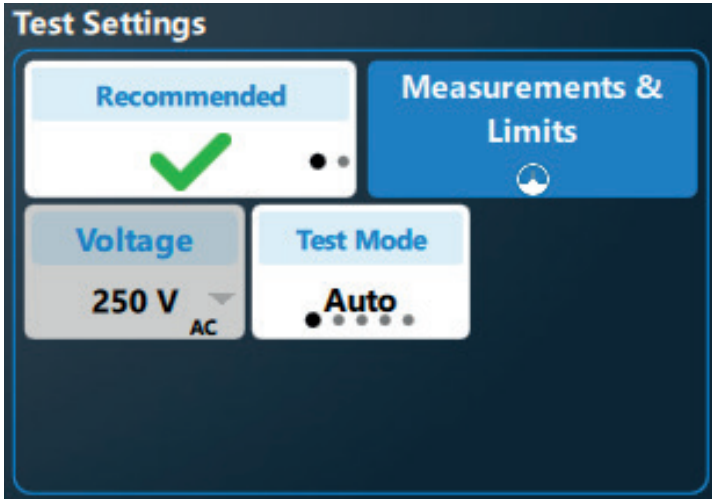 Test Settings
Recommended
Measurements &
Limits
Voltage
250 V
AC
Test Mode
Auto